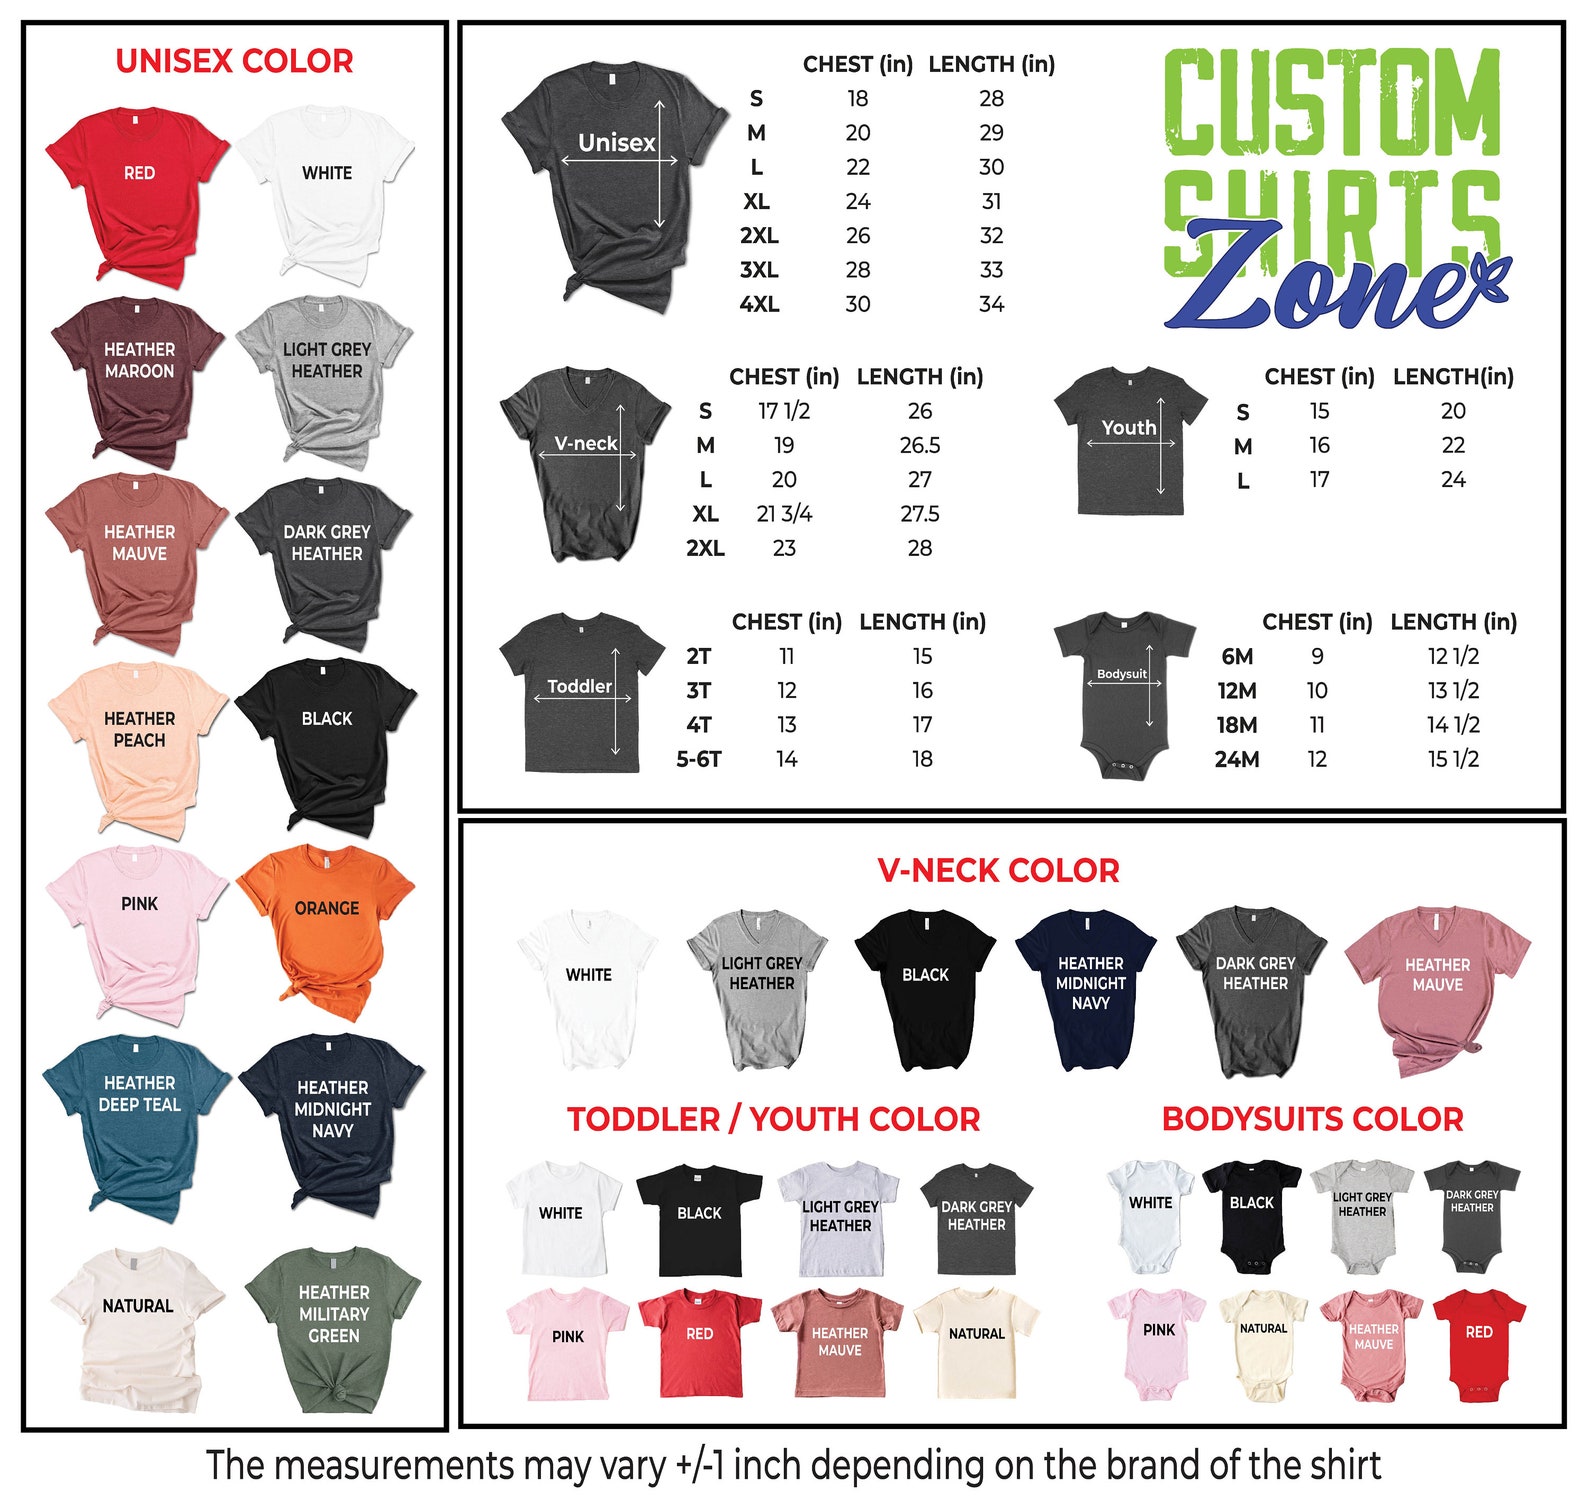 UNISEX COLOR
RED
WHITE
HEATHER
MAROON
LIGHT GREY
HEATHER
HEATHER
MAUVE
DARK GREY
HEATHER
HEATHER
PEACH
BLACK
PINK
ORANGE
HEATHER
DEEP TEAL
HEATHER
MIDNIGHT
NAVY
NATURAL
HEATHER
MILITARY
GREEN
Unisex
CHEST (in) LENGTH (in)
S 18 28
M 20 29
L 22 30
XL 24 31
2XL 26 32
3XL 28 33
4XL 30 34
CUSTOM
SHIRTS
Zone
V-neck
CHEST (in) LENGTH (in)
S 17 1/2 26
M 19 26.5
L 20 27
XL 21 3/4 27.5
2XL 23 28
Youth
CHEST (in) LENGTH(in)
S 15 20
M 16 22
L 17 24
Toddler
CHEST (in) LENGTH (in)
2T 11 15
3T 12 16
4T 13 17
5-6T 14 18
Bodysuit
CHEST (in) LENGTH (in)
6M 9 12 1/2
12M 10 13 1/2
18M 11 14 1/2
24M 12 15 1/2
V-NECK COLOR
WHITE
LIGHT GREY
HEATHER
BLACK
HEATHER
MIDNIGHT
NAVY
DARK GREY
HEATHER
HEATHER
MAUVE
TODDLER / YOUTH COLOR
WHITE
BLACK
LIGHT GREY
HEATHER
DARK GREY
HEATHER
PINK
RED
HEATHER
MAUVE
NATURAL
BODYSUITS COLOR
WHITE
BLACK
LIGHT GREY
HEATHER
DARK GREY
HEATHER
PINK
NATURAL
HEATHER
MAUVE
RED
The measurements may vary +/-1 inch depending on the brand of the shirt